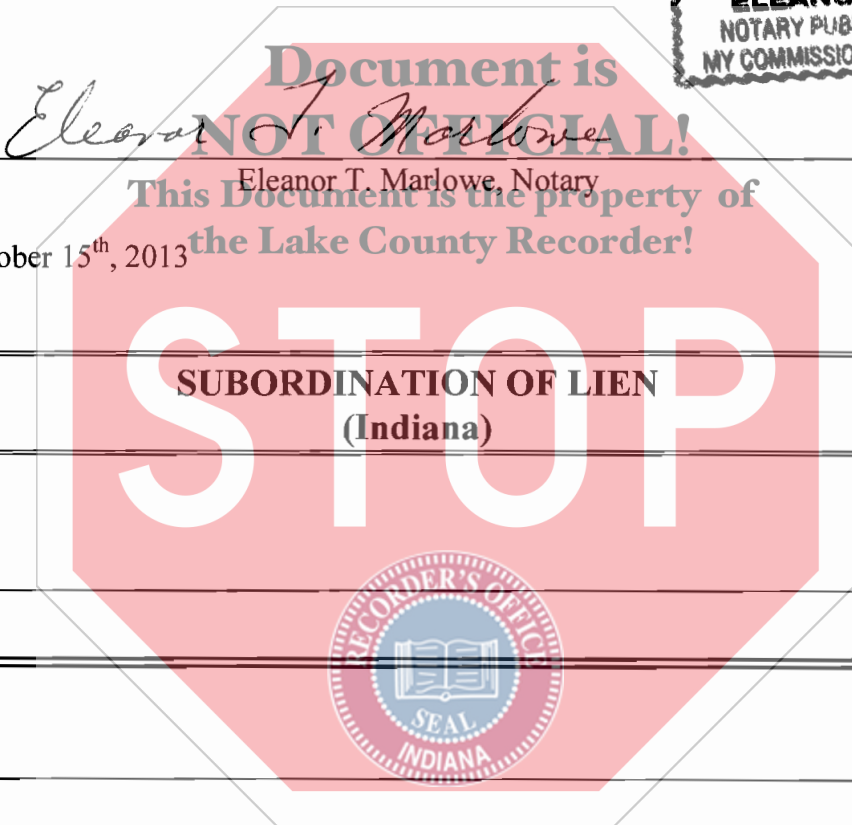 ELEANO
NOTARY PUB
MY COMMISSIO
Document is
NOT OFFICIAL!
Eleanor T. Marlowe
Eleanor T. Marlowe, Notary
This Document is the property of
the Lake County Recorder!
ober 15th, 2013
STOP
SUBORDINATION OF LIEN
(Indiana)
RECORDER'S OFFICE
SEAL
INDIANA